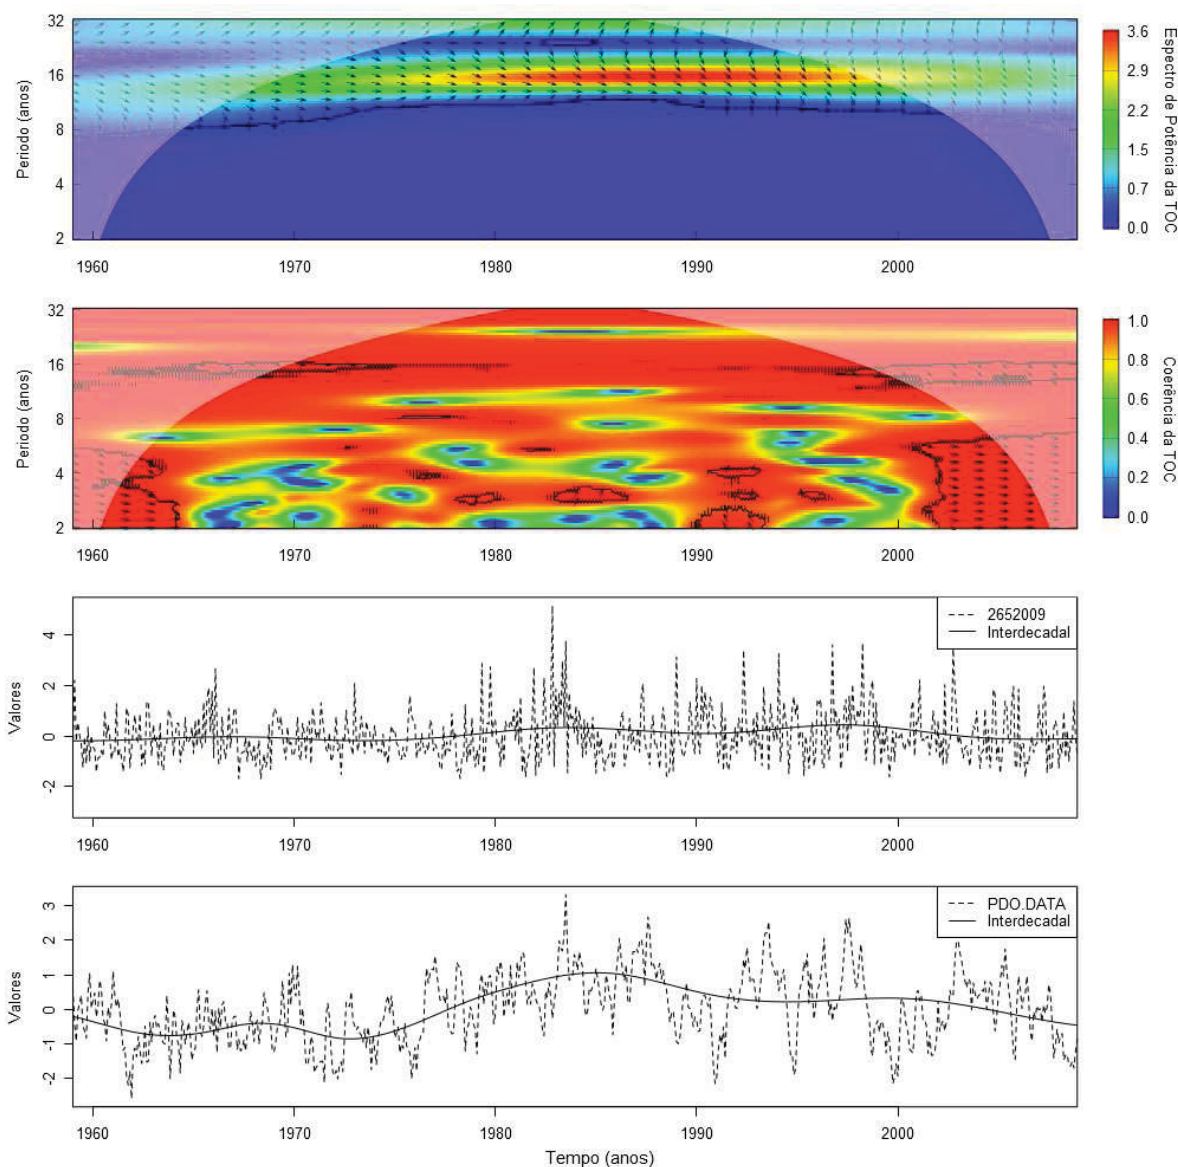 32
16
8
4
2
Periodo (anos)
1960 1970 1980 1990 2000
3.6
2.9
2.2
1.5
0.7
0.0
Espectro de Potência da TOC
32
16
8
4
2
Periodo (anos)
1960 1970 1980 1990 2000
1.0
0.8
0.6
0.4
0.2
0.0
Coerência da TOC
4
2
0
-2
Valores
2652009
Interdecadal
1960 1970 1980 1990 2000
3
2
1
0
-1
-2
Valores
PDO.DATA
Interdecadal
1960 1970 1980 1990 2000
Tempo (anos)